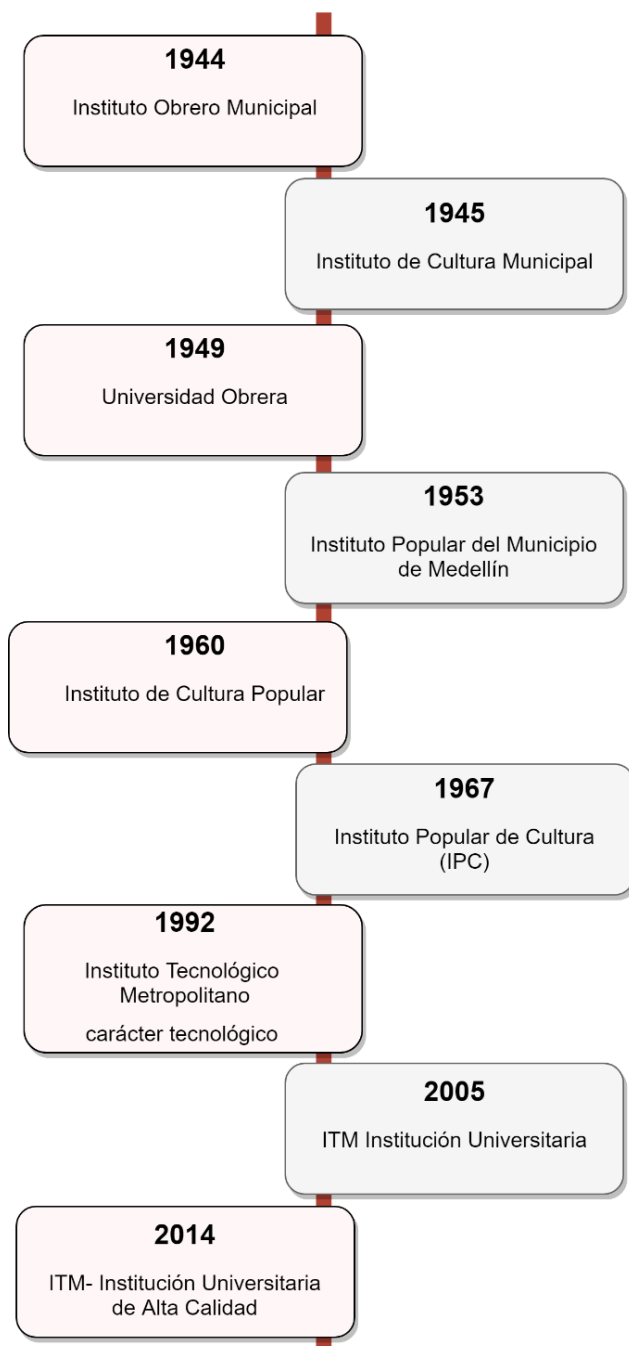 1944
Instituto Obrero Municipal
1945
Instituto de Cultura Municipal
1949
Universidad Obrera
1953
Instituto Popular del Municipio
de Medellín
1960
Instituto de Cultura Popular
1967
Instituto Popular de Cultura
(IPC)
1992
Instituto Tecnológico
Metropolitano
carácter tecnológico
2005
ITM Institución Universitaria
2014
ITM- Institución Universitaria
de Alta Calidad